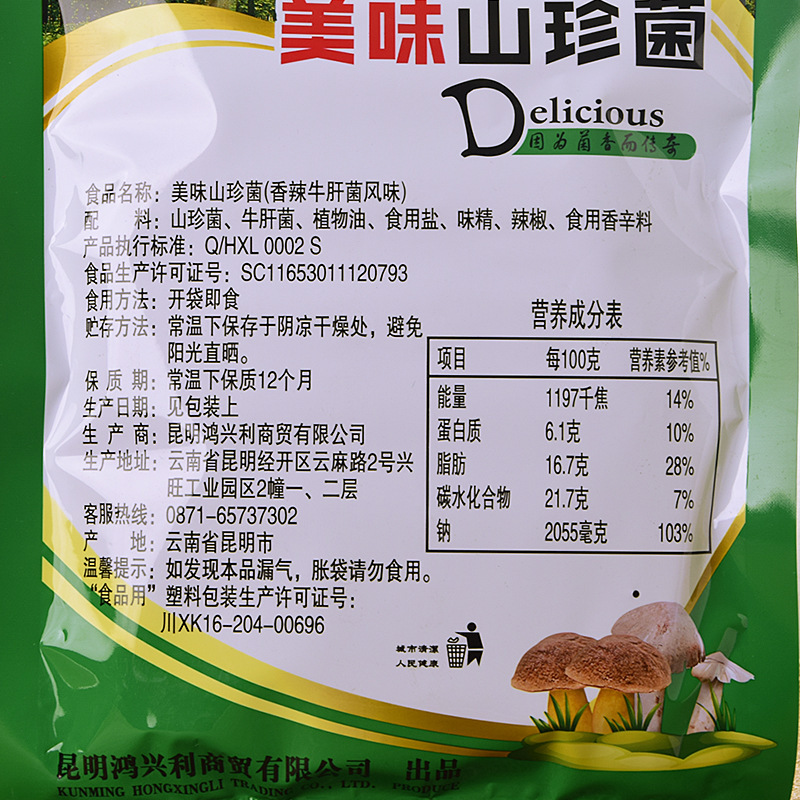 美味山珍菌
Delicious
因为菌香而传奇
食品名称：美味山珍菌(香辣牛肝菌风味)
配 料：山珍菌、牛肝菌、植物油、食用盐、味精、辣椒、食用香辛料
产品执行标准：Q/HXL 0002 S
食品生产许可证号：SC11653011120793
食用方法：开袋即食
贮存方法：常温下保存于阴凉干燥处，避免
阳光直晒。
保 质 期：常温下保质12个月
生产日期：见包装上
生 产 商：昆明鸿兴利商贸有限公司
生产地址：云南省昆明经开区云麻路2号兴
旺工业园区2幢一、二层
客服热线：0871-65737302
产 地：云南省昆明市
温馨提示：如发现本品漏气，胀袋请勿食用。
“食品用”塑料包装生产许可证号：
川XK16-204-00696
营养成分表
项目 每100克 营养素参考值%
能量 1197千焦 14%
蛋白质 6.1克 10%
脂肪 16.7克 28%
碳水化合物 21.7克 7%
钠 2055毫克 103%
城市清洁
人民健康
昆明鸿兴利商贸有限公司 出品
KUNMING HONGXINGLI TRADING CO., LTD. PRODUCE